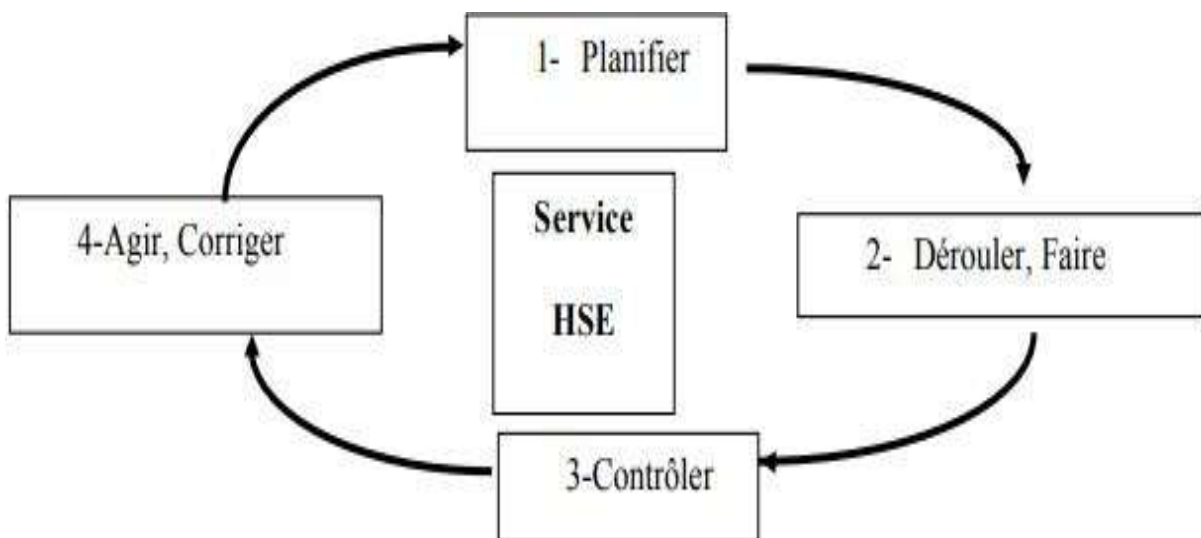 1- Planifier
4-Agir, Corriger
Service
HSE
2- Dérouler, Faire
3-Contrôler